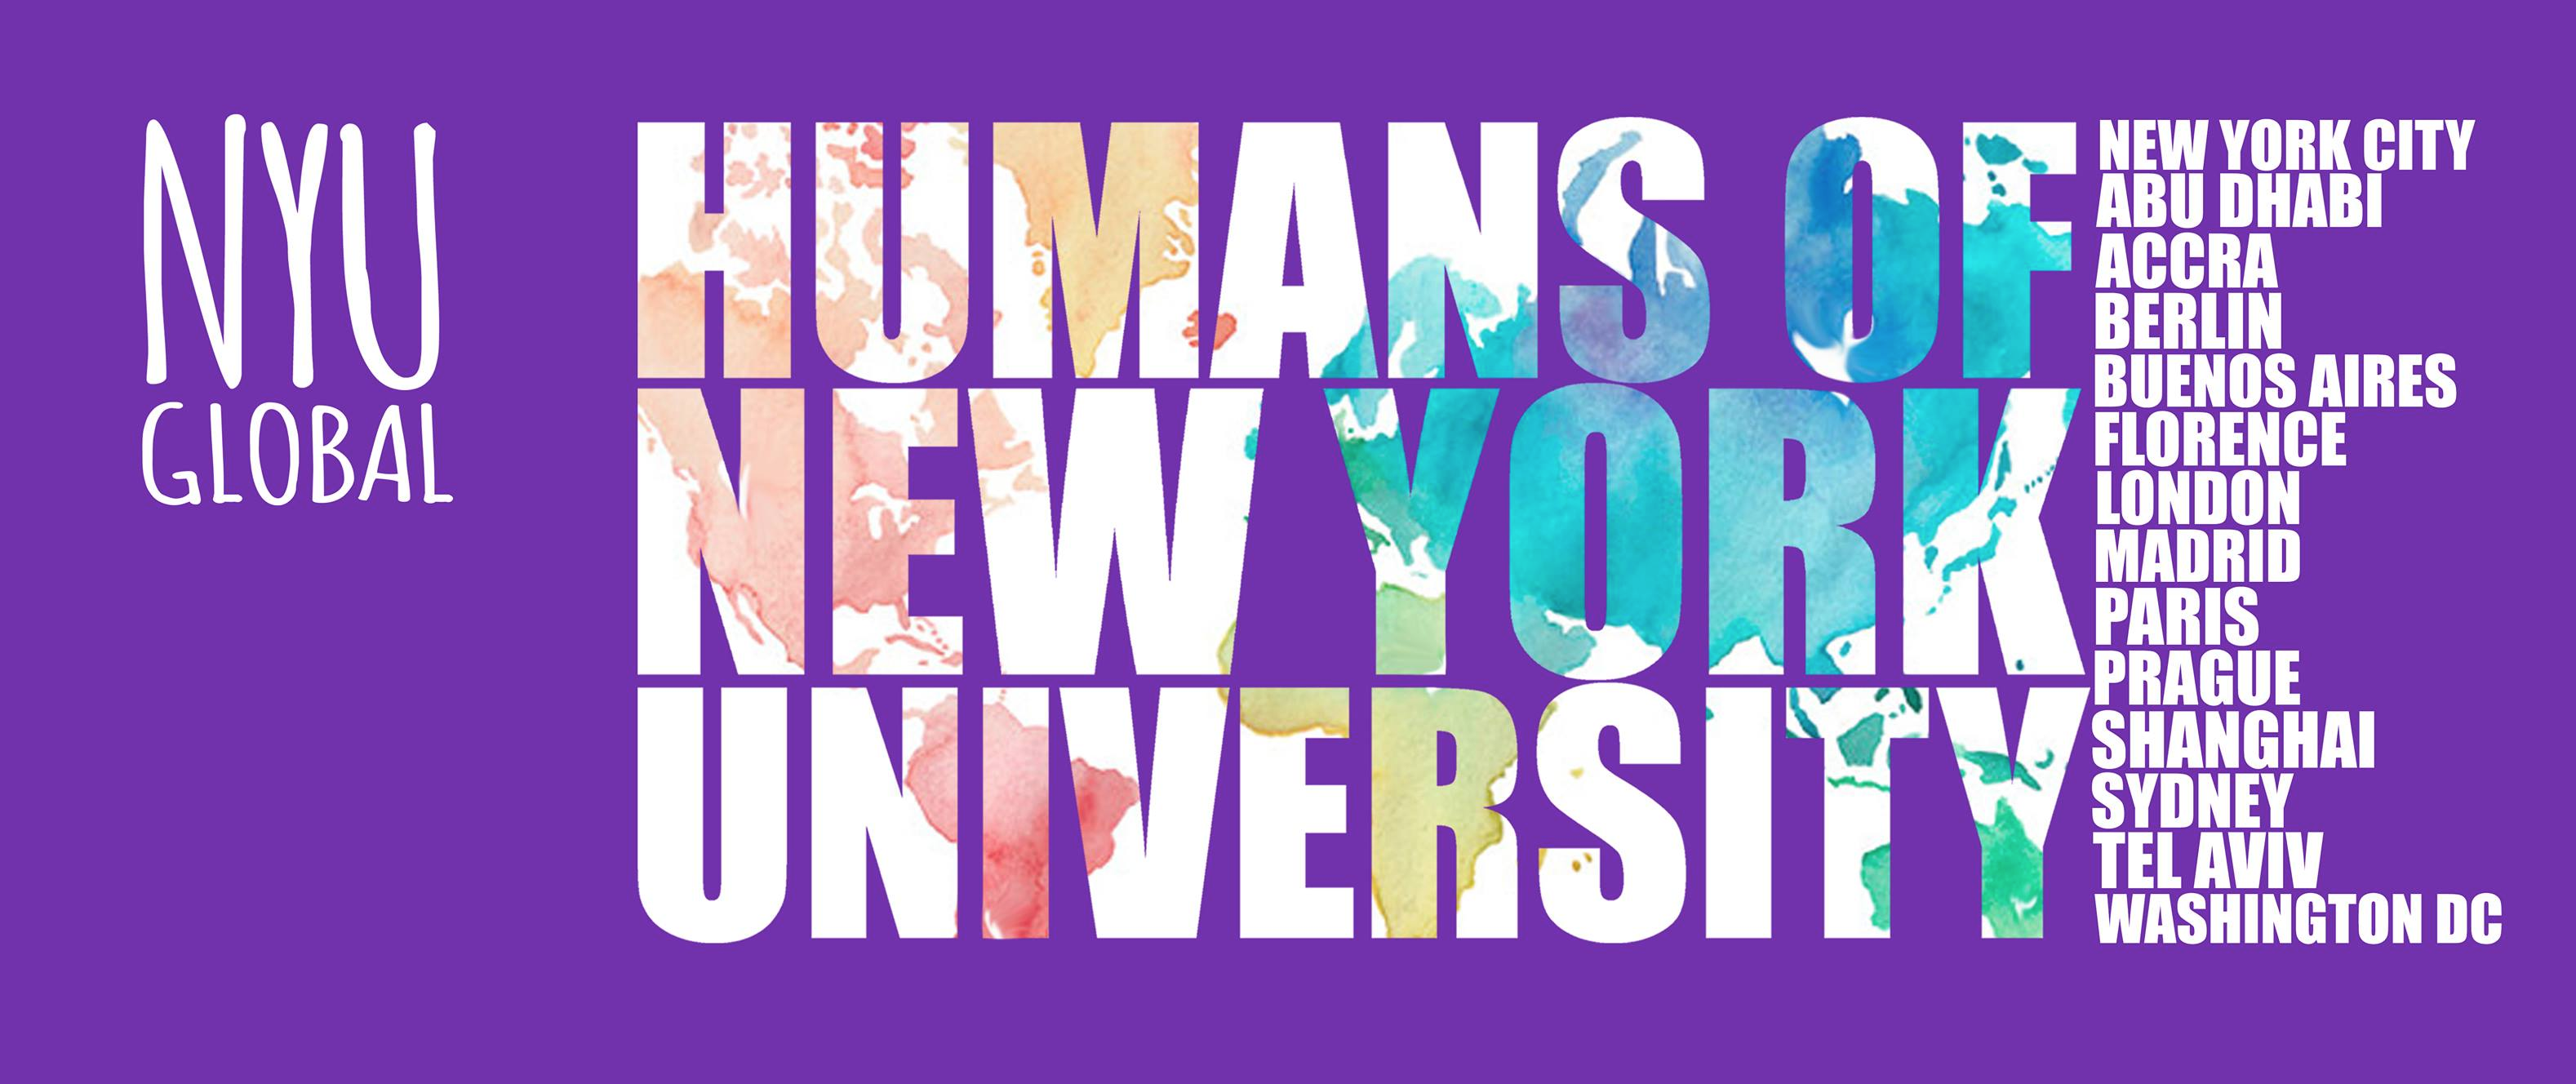 NYU
GLOBAL
HUMANS OF
NEW YORK
UNIVERSITY
NEW YORK CITY
ABU DHABI
ACCRA
BERLIN
BUENOS AIRES
FLORENCE
LONDON
MADRID
PARIS
PRAGUE
SHANGHAI
SYDNEY
TEL AVIV
WASHINGTON DC